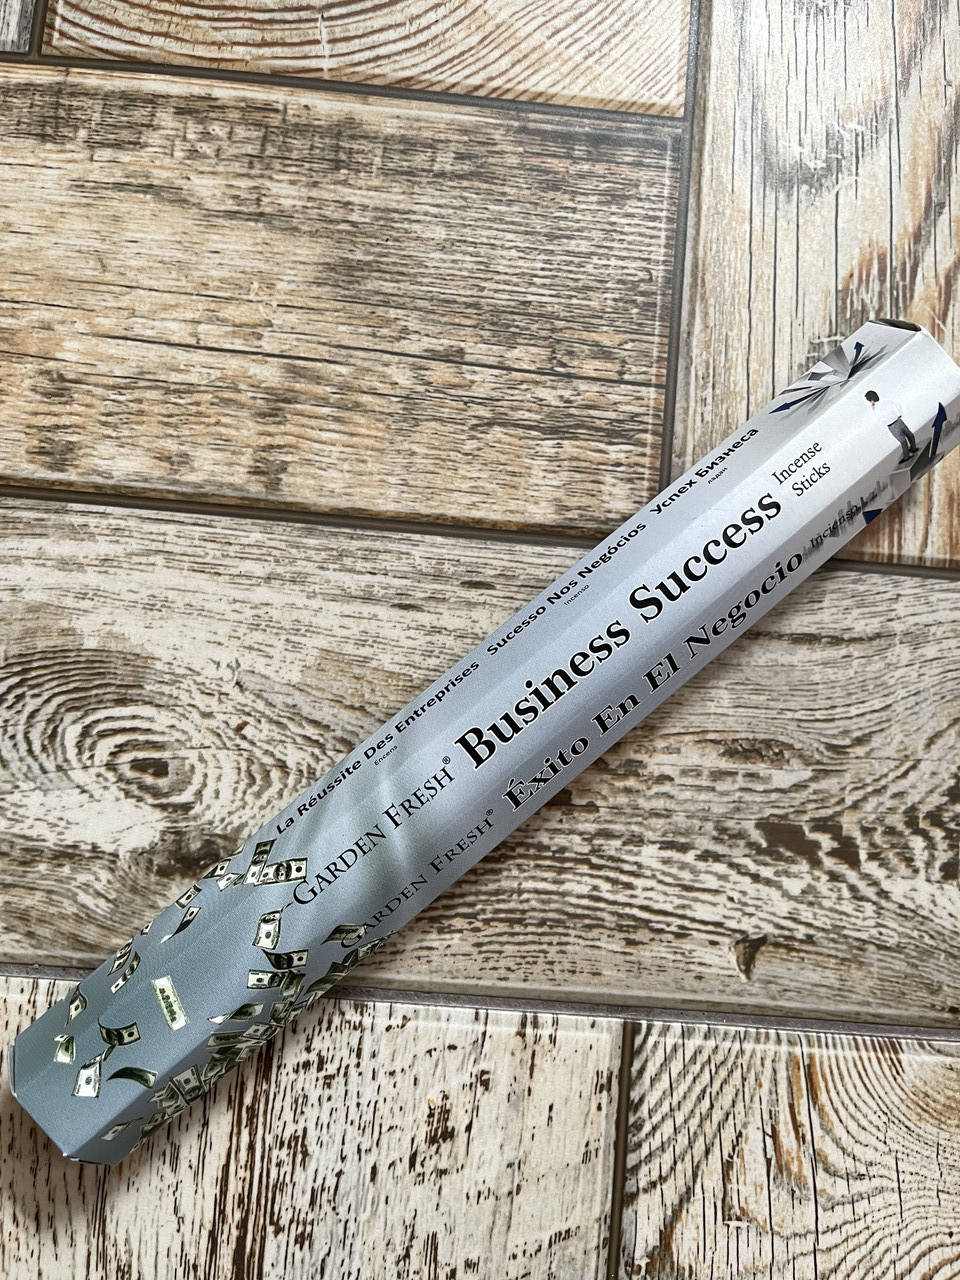 La Réussite Des Entreprises
Encens
Sucesso Nos Negócios
Incenso
Успех Бизнеса
ладан
GARDEN FRESH®
Business Success
Incense
Sticks
GARDEN FRESH®
Éxito En El Negocio
Incienso